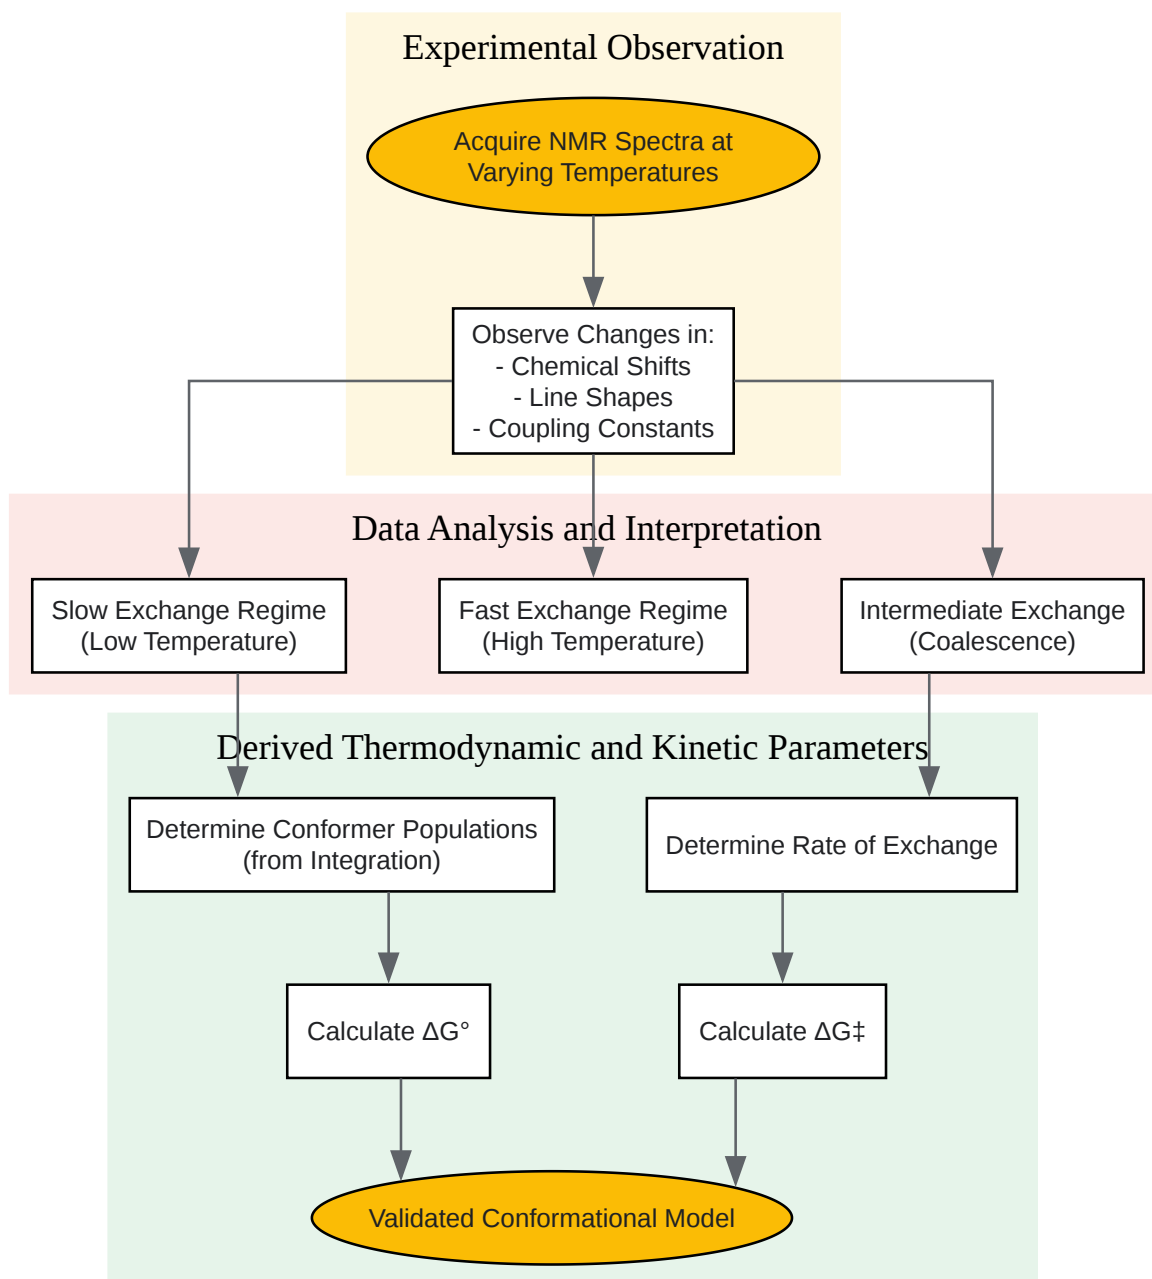 Experimental Observation
Acquire NMR Spectra at
Varying Temperatures
Observe Changes in:
- Chemical Shifts
- Line Shapes
- Coupling Constants
Data Analysis and Interpretation
Slow Exchange Regime
(Low Temperature)
Fast Exchange Regime
(High Temperature)
Intermediate Exchange
(Coalescence)
Derived Thermodynamic and Kinetic Parameters
Determine Conformer Populations
(from Integration)
Determine Rate of Exchange
Calculate ΔG°
Calculate ΔG‡
Validated Conformational Model